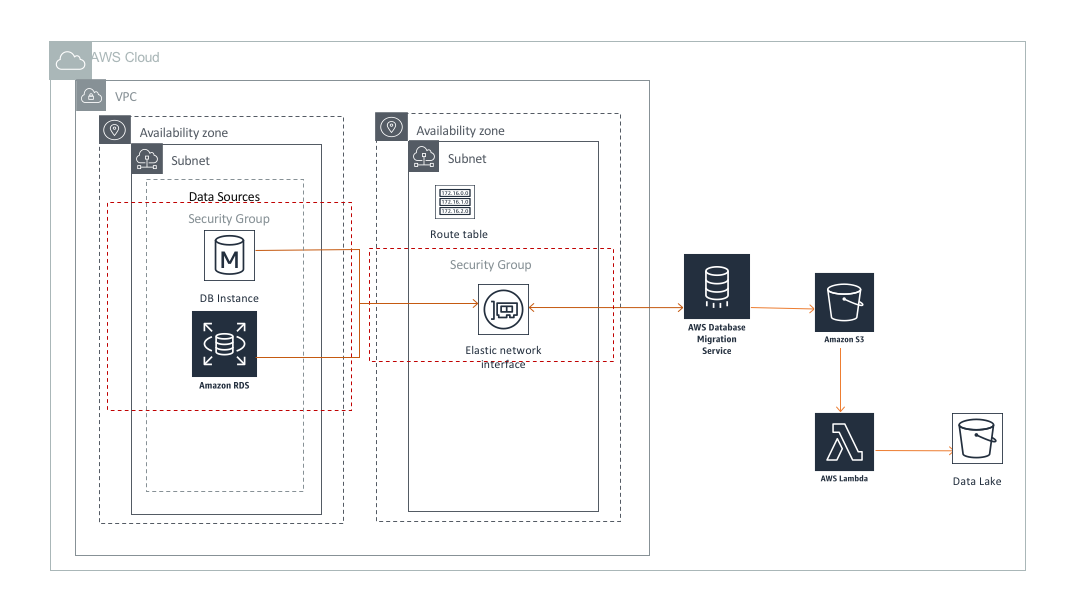 AWS Cloud
VPC
Availability zone
Subnet
Data Sources
Security Group
M
DB Instance
Amazon RDS
Availability zone
Subnet
172.16.0.0
172.16.1.0
172.16.2.0
Route table
Security Group
Elastic network
interface
AWS Database
Migration
Service
Amazon S3
AWS Lambda
Data Lake